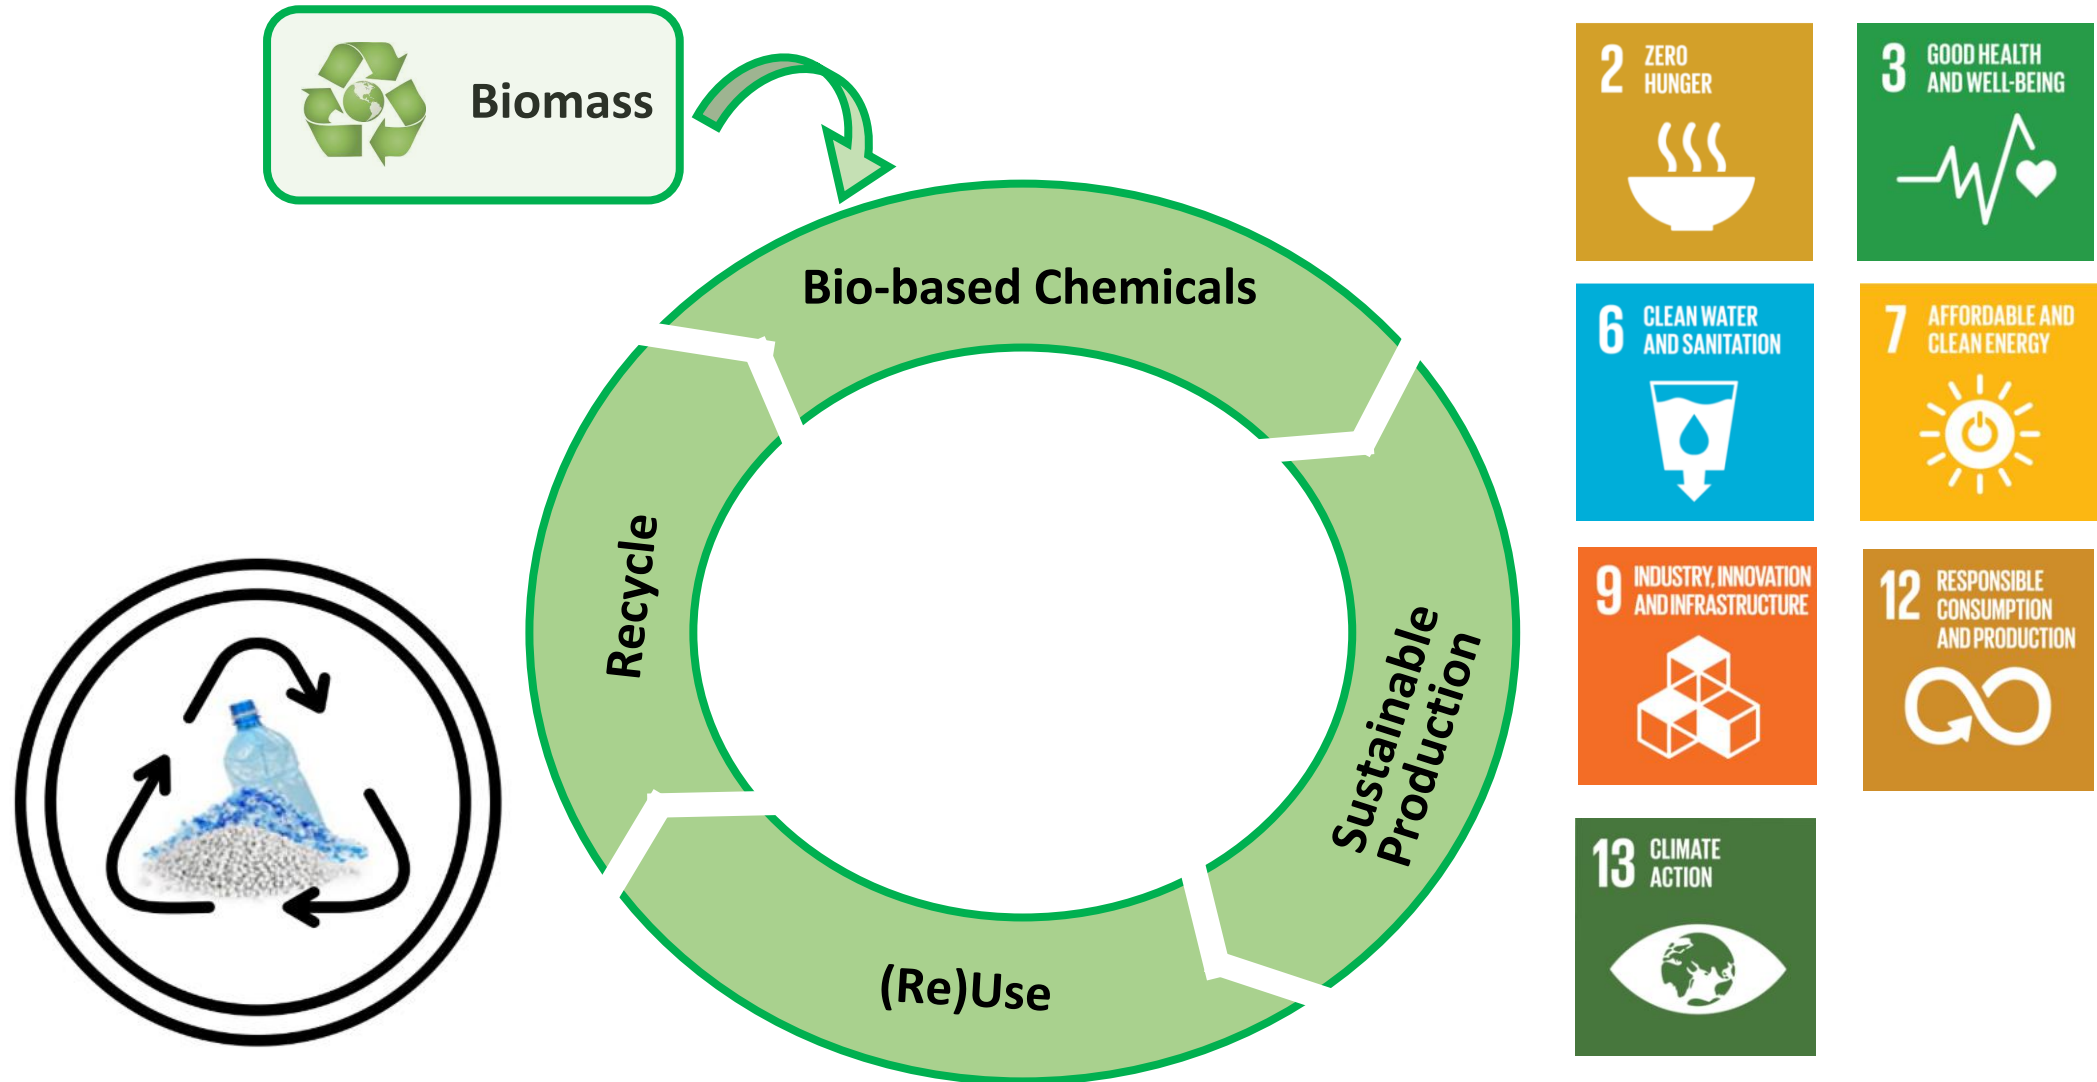 Biomass
Bio-based Chemicals
Sustainable
Production
(Re)Use
Recycle
2 ZERO
HUNGER
3 GOOD HEALTH
AND WELL-BEING
6 CLEAN WATER
AND SANITATION
7 AFFORDABLE AND
CLEAN ENERGY
9 INDUSTRY, INNOVATION
AND INFRASTRUCTURE
12 RESPONSIBLE
CONSUMPTION
AND PRODUCTION
13 CLIMATE
ACTION